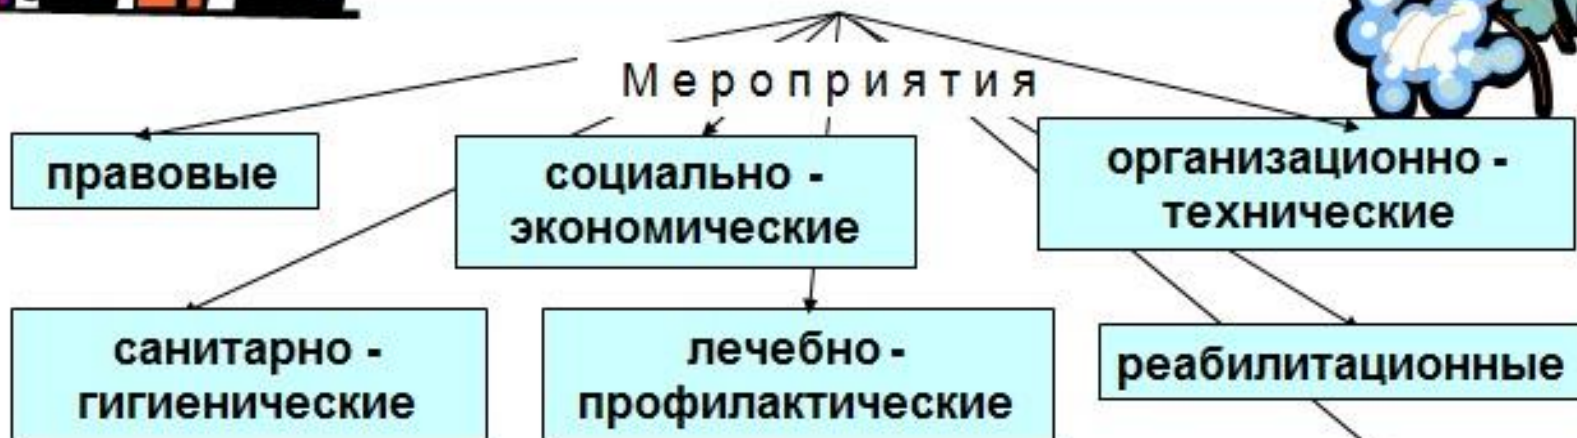 Мероприятия
правовые
социально -
экономические
организационно -
технические
санитарно -
гигиенические
лечебно -
профилактические
реабилитационные